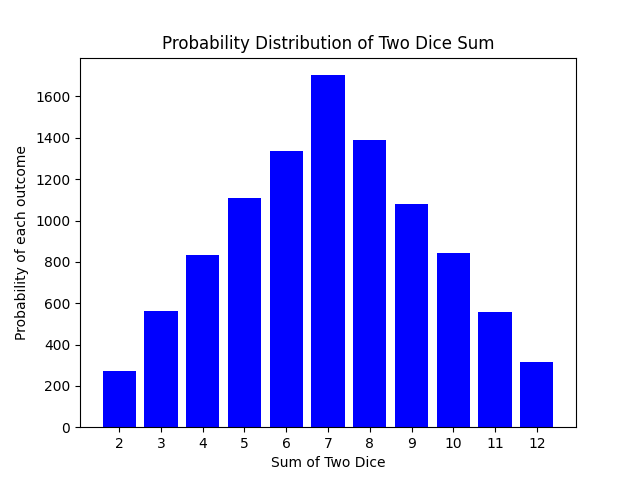 Probability Distribution of Two Dice Sum
Probability of each outcome
1600
1400
1200
1000
800
600
400
200
0
2 3 4 5 6 7 8 9 10 11 12
Sum of Two Dice